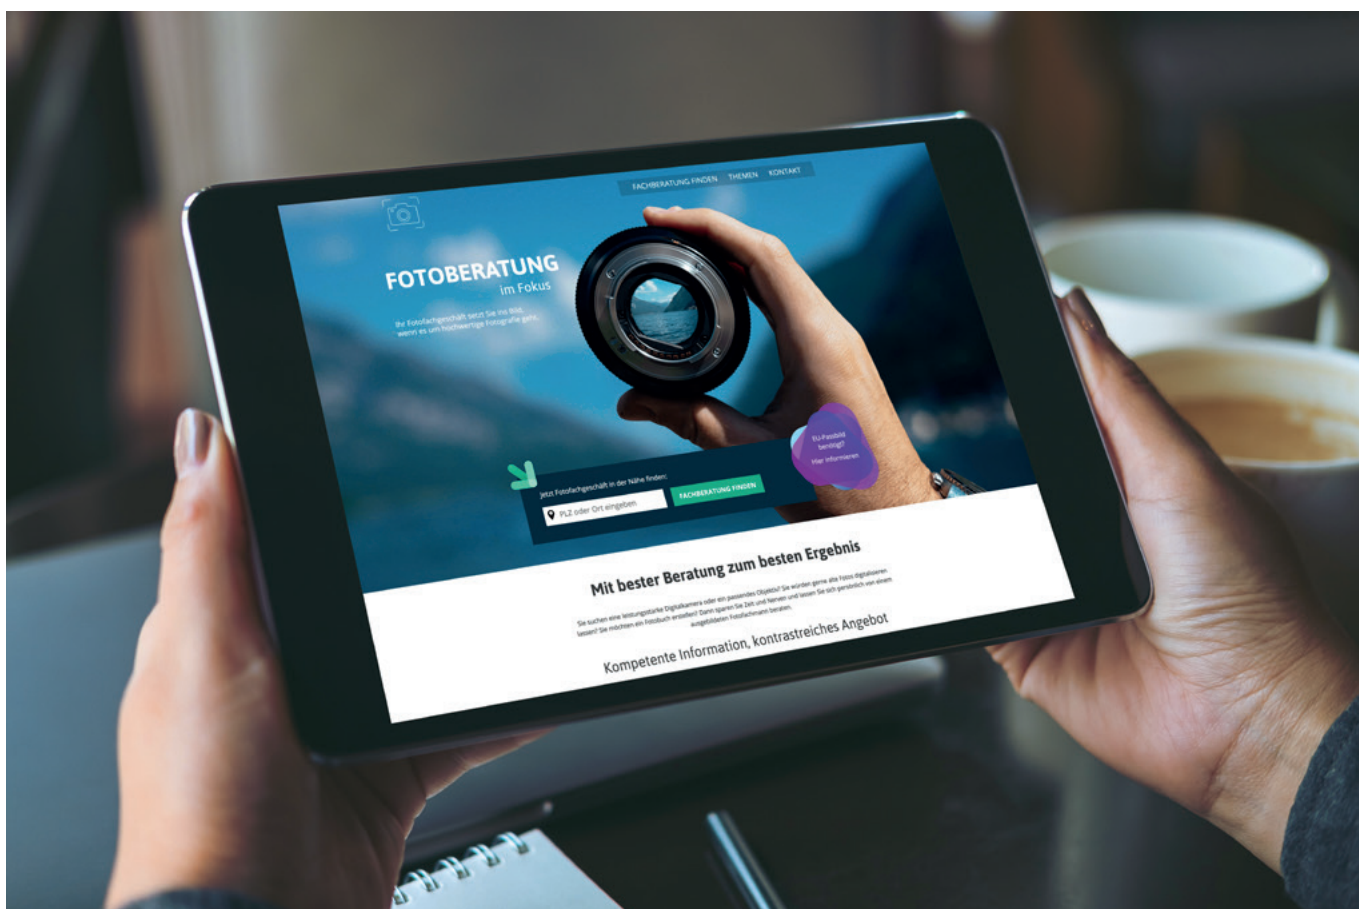 FACHBERATUNG FINDEN THEMEN KONTAKT
FOTOBERATUNG
im Fokus
Ihr Fotofachgeschäft setzt Sie ins Bild,
wenn es um hochwertige Fotografie geht.
EU-Passbild
benötigt?
Hier informieren
Jetzt Fotofachgeschäft in der Nähe finden:
PLZ oder Ort eingeben
FACHBERATUNG FINDEN
Mit bester Beratung zum besten Ergebnis
Sie suchen eine leistungsstarke Digitalkamera oder ein passendes Objektiv? Sie würden gerne alte Fotos digitalisieren
lassen? Sie möchten ein Fotobuch erstellen? Dann sparen Sie Zeit und Nerven und lassen Sie sich persönlich von einem
ausgebildeten Fotofachmann beraten.
Kompetente Information, kontrastreiches Angebot